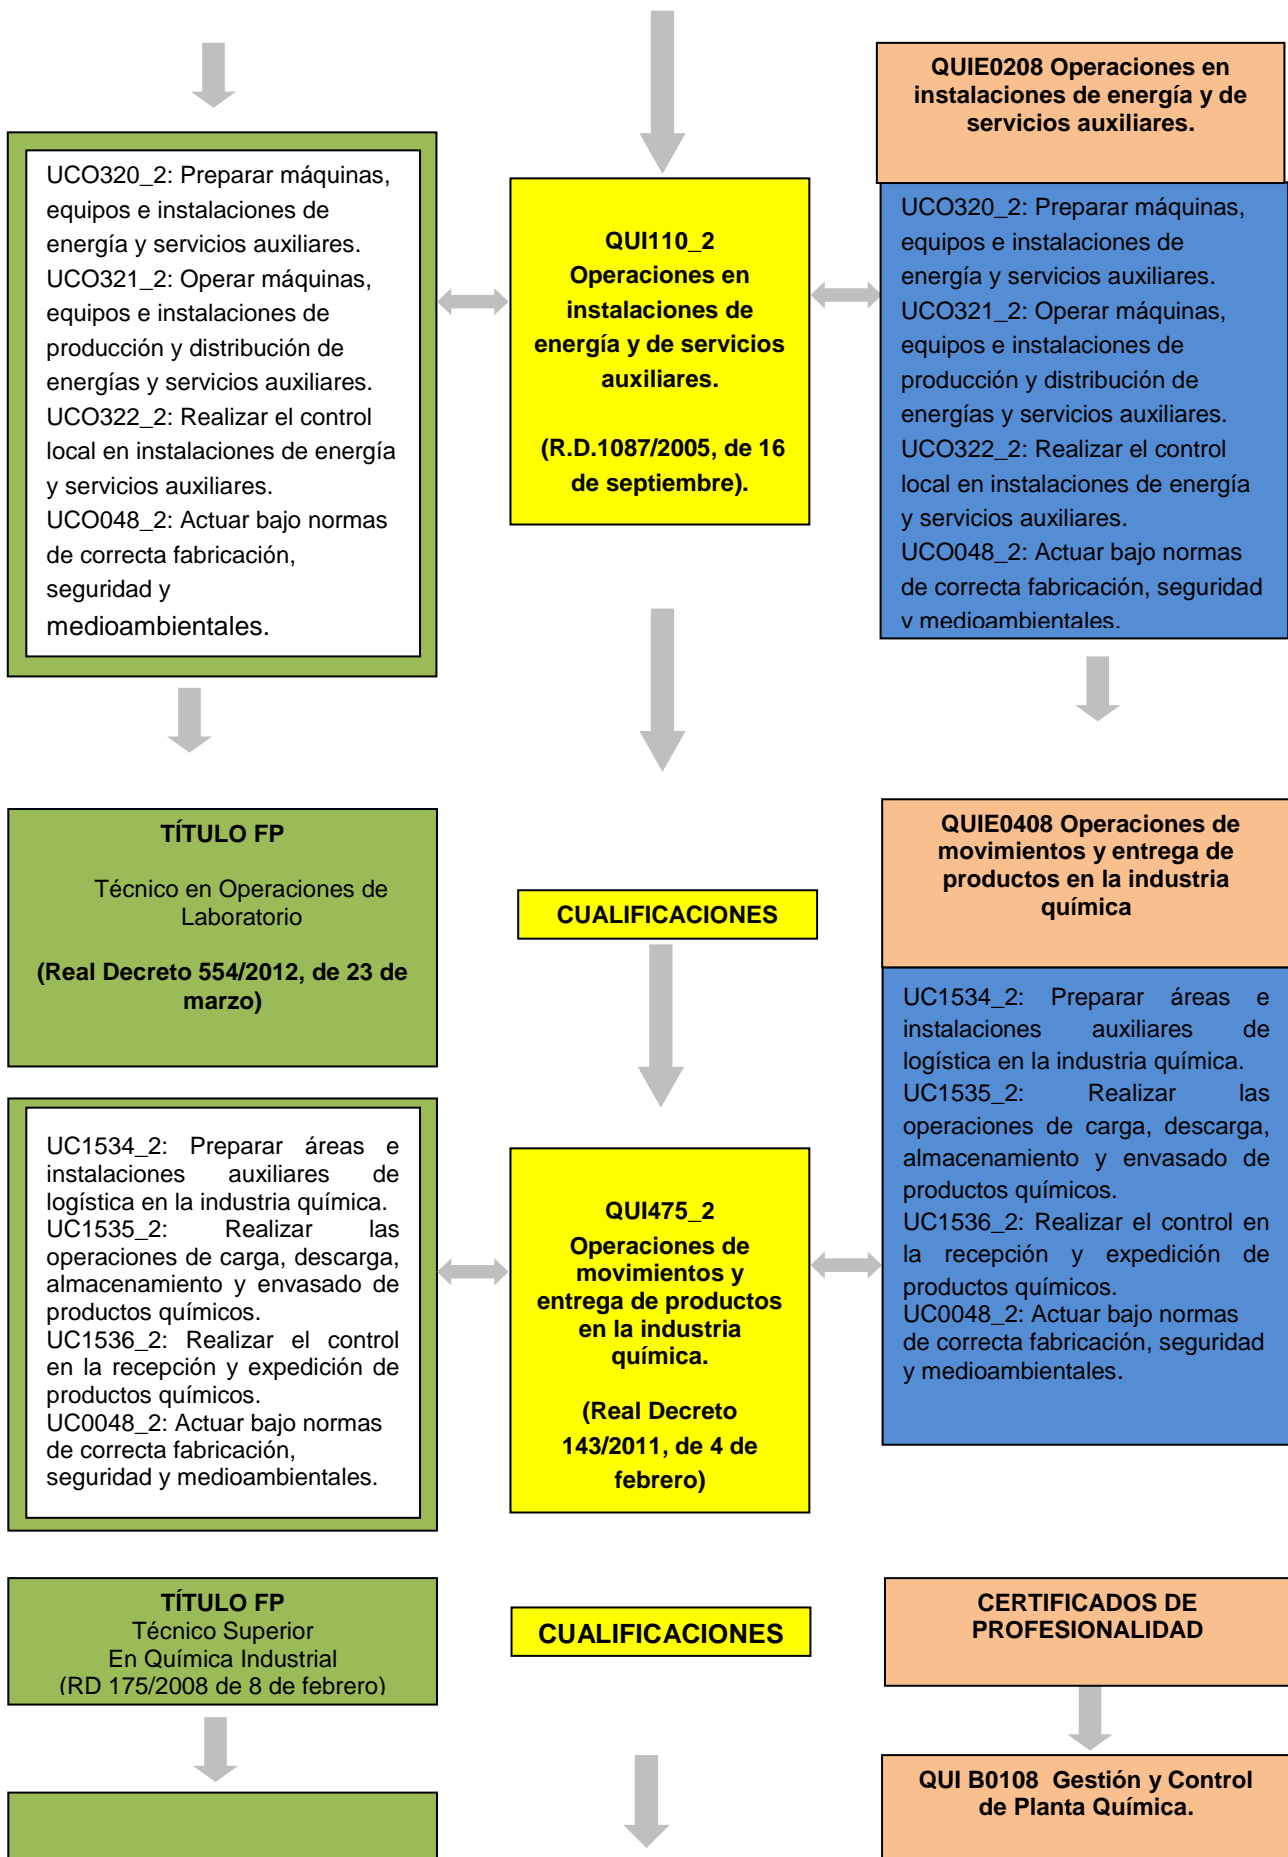 QUIE0208 Operaciones en
instalaciones de energía y de
servicios auxiliares.
UCO320_2: Preparar máquinas,
equipos e instalaciones de
energía y servicios auxiliares.
UCO321_2: Operar máquinas,
equipos e instalaciones de
producción y distribución de
energías y servicios auxiliares.
UCO322_2: Realizar el control
local en instalaciones de energía
y servicios auxiliares.
UCO048_2: Actuar bajo normas
de correcta fabricación,
seguridad y
medioambientales.
QUI110_2
Operaciones en
instalaciones de
energía y de servicios
auxiliares.
(R.D.1087/2005, de 16
de septiembre).
UCO320_2: Preparar máquinas,
equipos e instalaciones de
energía y servicios auxiliares.
UCO321_2: Operar máquinas,
equipos e instalaciones de
producción y distribución de
energías y servicios auxiliares.
UCO322_2: Realizar el control
local en instalaciones de energía
y servicios auxiliares.
UCO048_2: Actuar bajo normas
de correcta fabricación, seguridad
y medioambientales.
TÍTULO FP
Técnico en Operaciones de
Laboratorio
(Real Decreto 554/2012, de 23 de
marzo)
CUALIFICACIONES
QUIE0408 Operaciones de
movimientos y entrega de
productos en la industria
química
UC1534_2: Preparar áreas e
instalaciones auxiliares de
logística en la industria química.
UC1535_2: Realizar las
operaciones de carga, descarga,
almacenamiento y envasado de
productos químicos.
UC1536_2: Realizar el control
en la recepción y expedición de
productos químicos.
UC0048_2: Actuar bajo normas
de correcta fabricación,
seguridad y medioambientales.
QUI475_2
Operaciones de
movimientos y
entrega de productos
en la industria
química.
(Real Decreto
143/2011, de 4 de
febrero)
UC1534_2: Preparar áreas e
instalaciones auxiliares de
logística en la industria química.
UC1535_2: Realizar las
operaciones de carga, descarga,
almacenamiento y envasado de
productos químicos.
UC1536_2: Realizar el control en
la recepción y expedición de
productos químicos.
UC0048_2: Actuar bajo normas
de correcta fabricación, seguridad
y medioambientales.
TÍTULO FP
Técnico Superior
En Química Industrial
(RD 175/2008 de 8 de febrero)
CUALIFICACIONES
CERTIFICADOS DE
PROFESIONALIDAD
QUI B0108 Gestión y Control
de Planta Química.